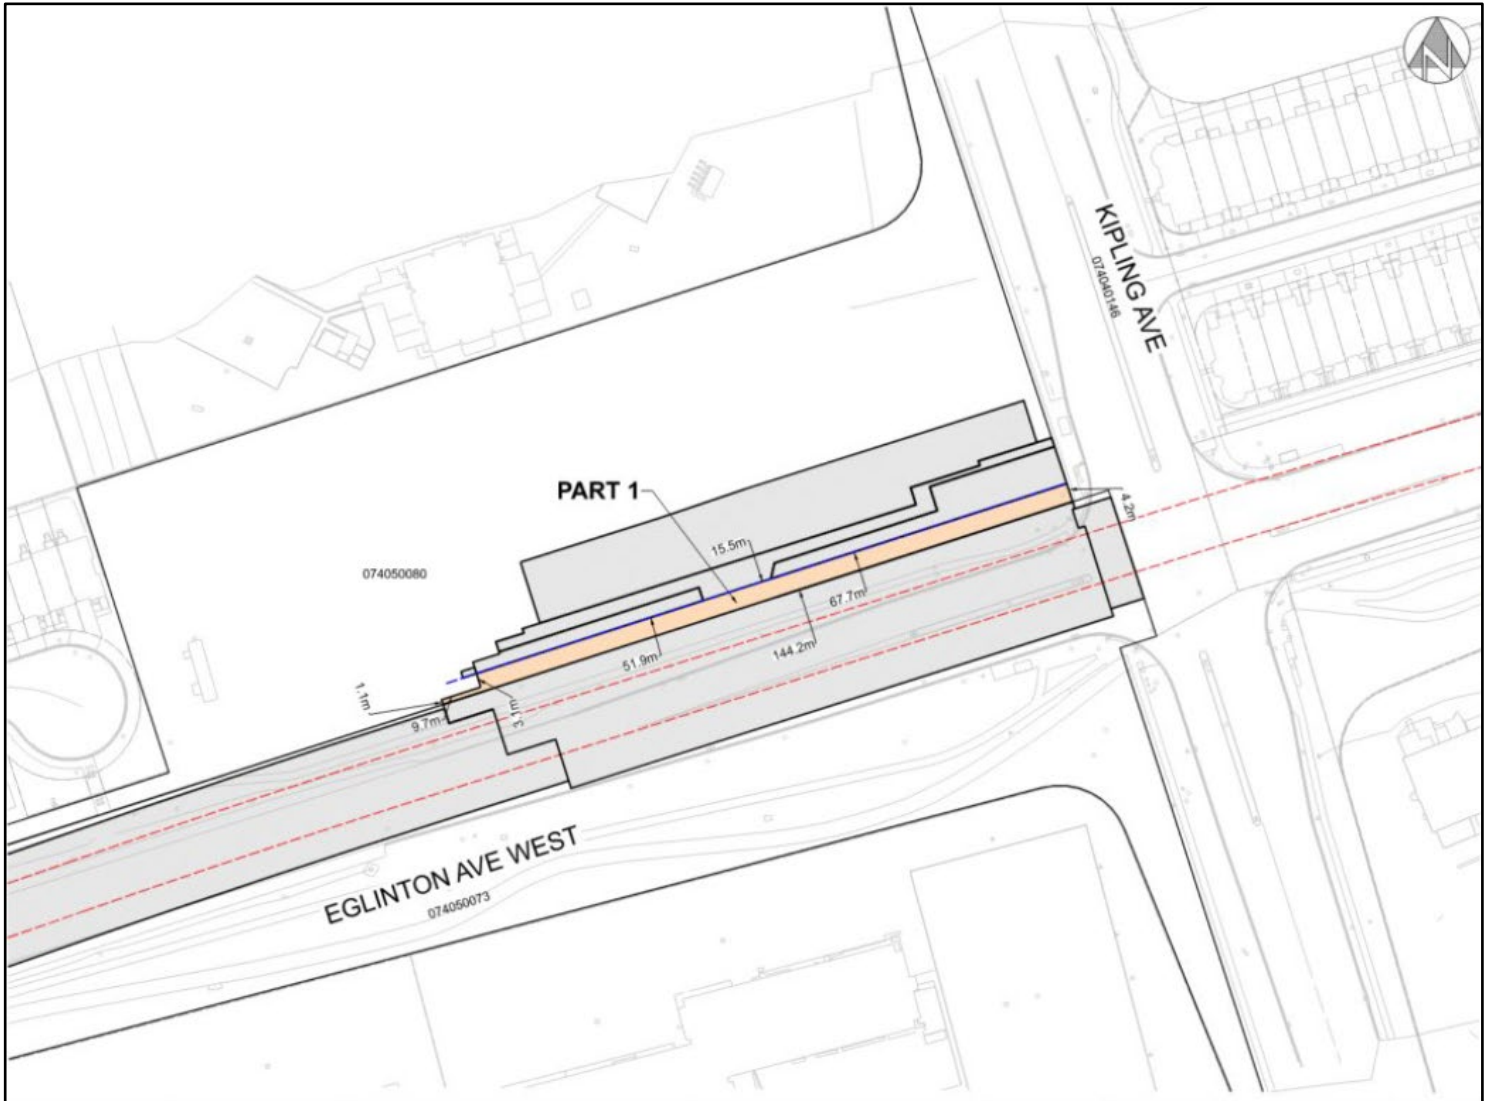 N
KIPLING AVE
074040146
PART 1
4.2m
15.5m
074050080
67.7m
51.9m
144.2m
1.1m
3.1m
9.7m
EGLINTON AVE WEST
074050073